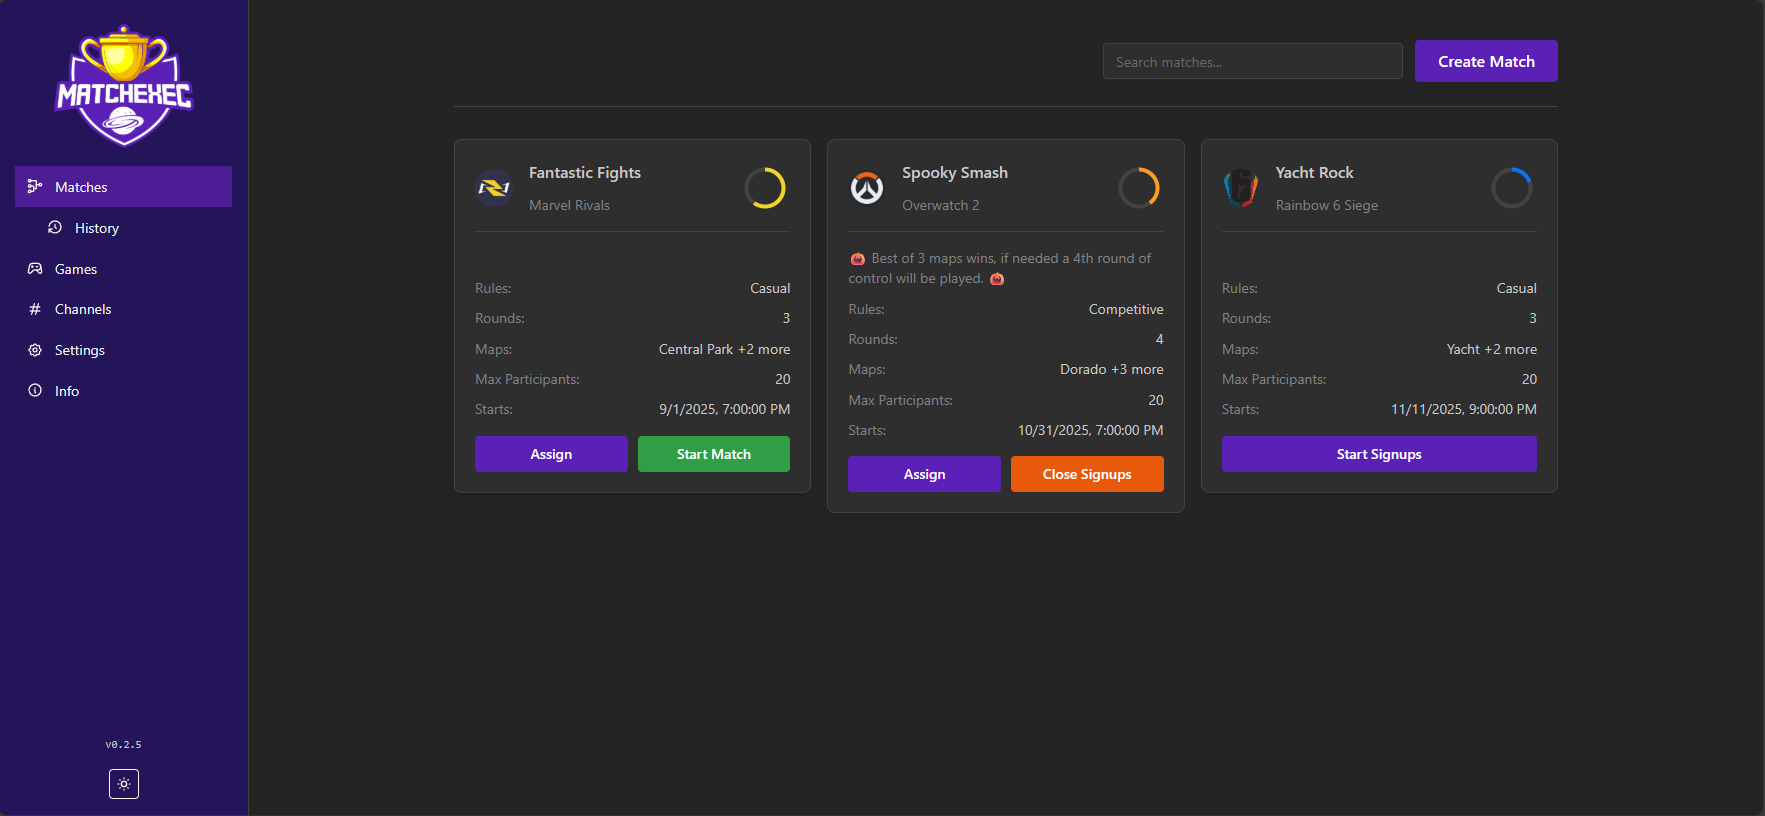 MATCHEXEC
Matches
History
Games
Channels
Settings
Info
v0.2.5
Search matches...
Create Match
Fantastic Fights
Marvel Rivals
Rules: Casual
Rounds: 3
Maps: Central Park +2 more
Max Participants: 20
Starts: 9/1/2025, 7:00:00 PM
Assign Start Match
Spooky Smash
Overwatch 2
🎃 Best of 3 maps wins, if needed a 4th round of
control will be played. 🎃
Rules: Competitive
Rounds: 4
Maps: Dorado +3 more
Max Participants: 20
Starts: 10/31/2025, 7:00:00 PM
Assign Close Signups
Yacht Rock
Rainbow 6 Siege
Rules: Casual
Rounds: 3
Maps: Yacht +2 more
Max Participants: 20
Starts: 11/11/2025, 9:00:00 PM
Start Signups